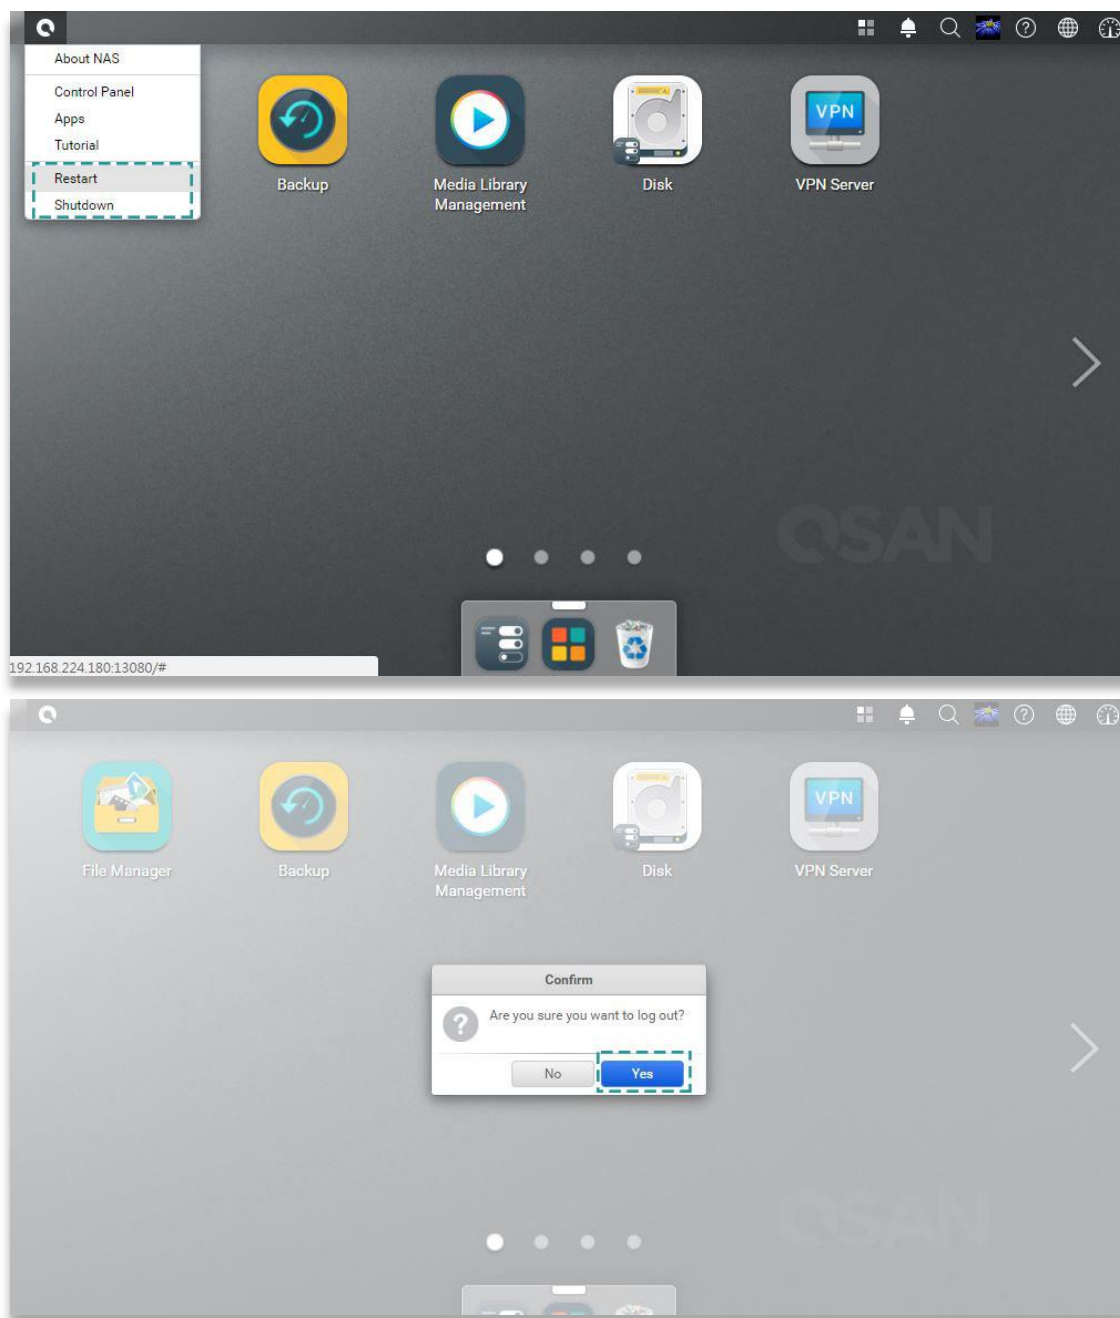 About NAS
Control Panel
Apps
Tutorial
Restart
Shutdown
Backup
Media Library
Management
Disk
VPN
VPN Server
QSAN
192.168.224.180:13080/#
File Manager
Backup
Media Library
Management
Disk
VPN
VPN Server
Confirm
Are you sure you want to log out?
No
Yes
QSAN